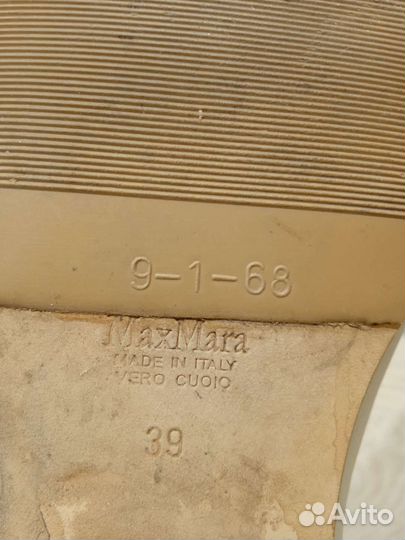 9-1-68
MaxMara
MADE IN ITALY
VERO CUOIO
39
Avito